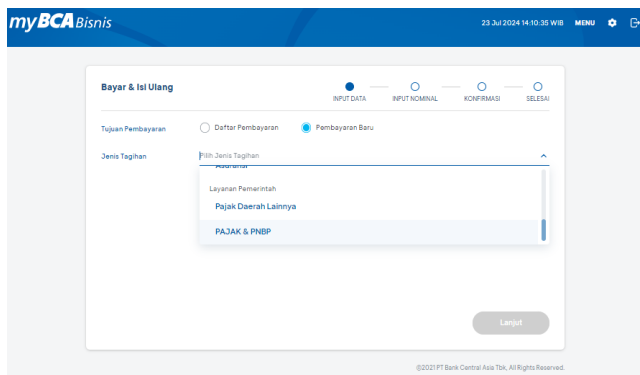 myBCA Bisnis
23 Jul 2024 14:10:35 WIB MENU
Bayar & Isi Ulang
INPUT DATA INPUT NOMINAL KONFIRMASI SELESAI
Tujuan Pembayaran Daftar Pembayaran Pembayaran Baru
Jenis Tagihan Pilih Jenis Tagihan
Asuransi
Layanan Pemerintah
Pajak Daerah Lainnya
PAJAK & PNBP
Lanjut
©2021 PT Bank Central Asia Tbk, All Rights Reserved.